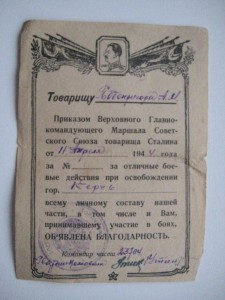 Товарищу
Приказом Верховного Главно-
командующего Маршала Совет-
ского Союза товарища Сталина
от 11 Апреля 1944 года
за № за отличные бое-
вые действия при освобождении
гор. Керчь
всему личному составу нашей
части, в том числе и Вам,
принимавшему участие в боях,
ОБЪЯВЛЕНА БЛАГОДАРНОСТЬ.
Командир части